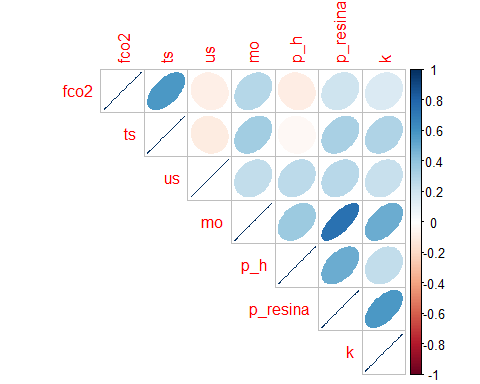 fco2
ts
us
mo
p_h
p_resina
k
fco2
ts
us
mo
p_h
p_resina
k
1
0.8
0.6
0.4
0.2
0
-0.2
-0.4
-0.6
-0.8
-1